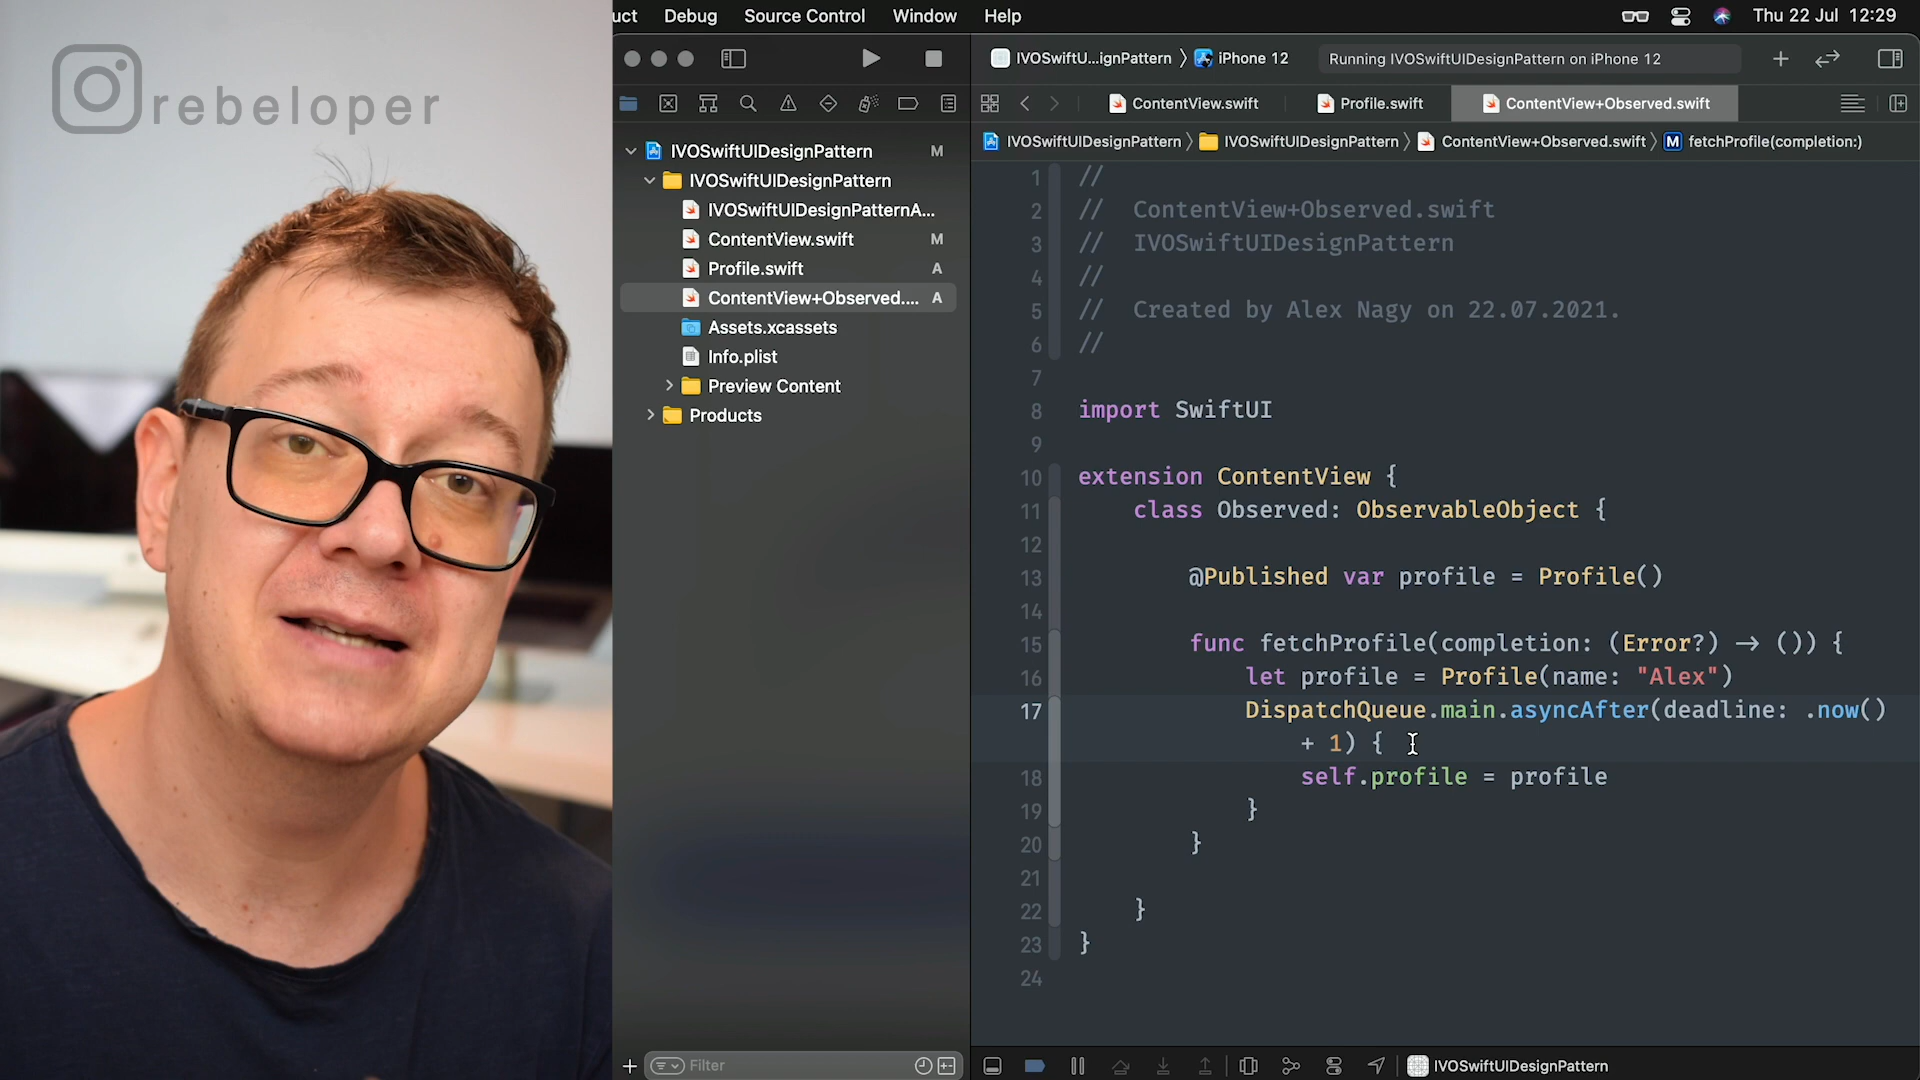 rebeloper
uct Debug Source Control Window Help
Thu 22 Jul 12:29
IVOSwiftU...ignPattern 〉 iPhone 12
Running IVOSwiftUIDesignPattern on iPhone 12
ContentView.swift
Profile.swift
ContentView+Observed.swift
IVOSwiftUIDesignPattern 〉 IVOSwiftUIDesignPattern 〉 ContentView+Observed.swift 〉 M fetchProfile(completion:)
IVOSwiftUIDesignPattern M
IVOSwiftUIDesignPattern
IVOSwiftUIDesignPatternA...
ContentView.swift M
Profile.swift A
ContentView+Observed.... A
Assets.xcassets
Info.plist
Preview Content
Products
Filter
1 //
2 // ContentView+Observed.swift
3 // IVOSwiftUIDesignPattern
4 //
5 // Created by Alex Nagy on 22.07.2021.
6 //
7
8 import SwiftUI
9
10 extension ContentView {
11 class Observed: ObservableObject {
12
13 @Published var profile = Profile()
14
15 func fetchProfile(completion: (Error?) → ()) {
16 let profile = Profile(name: "Alex")
17 DispatchQueue.main.asyncAfter(deadline: .now()
+ 1) {
18 self.profile = profile
19 }
20 }
21
22 }
23 }
24
IVOSwiftUIDesignPattern